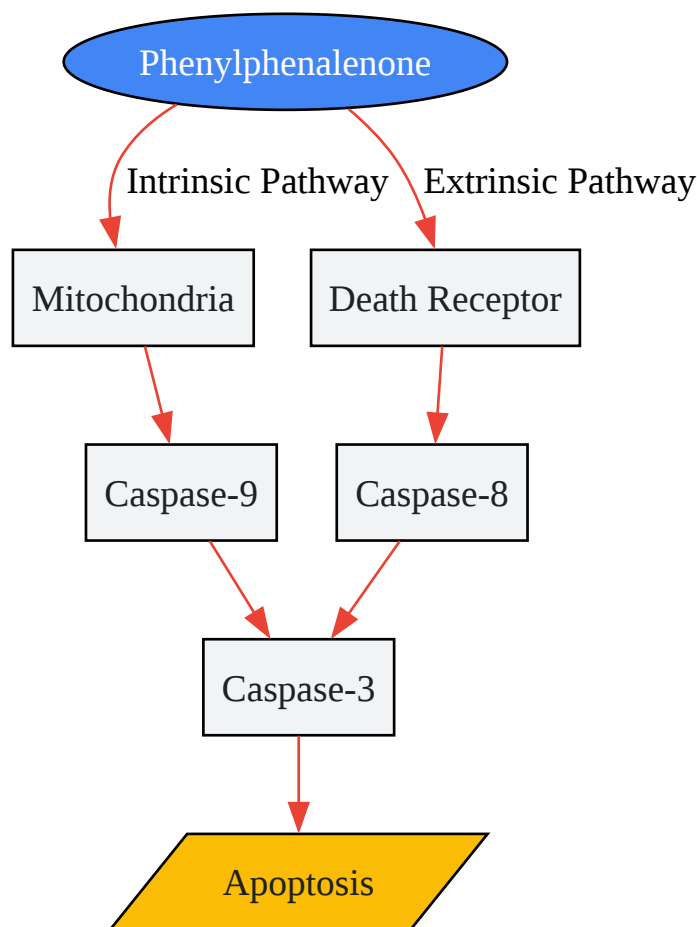 Phenylphenalenone
Intrinsic Pathway
Extrinsic Pathway
Mitochondria
Death Receptor
Caspase-9
Caspase-8
Caspase-3
Apoptosis